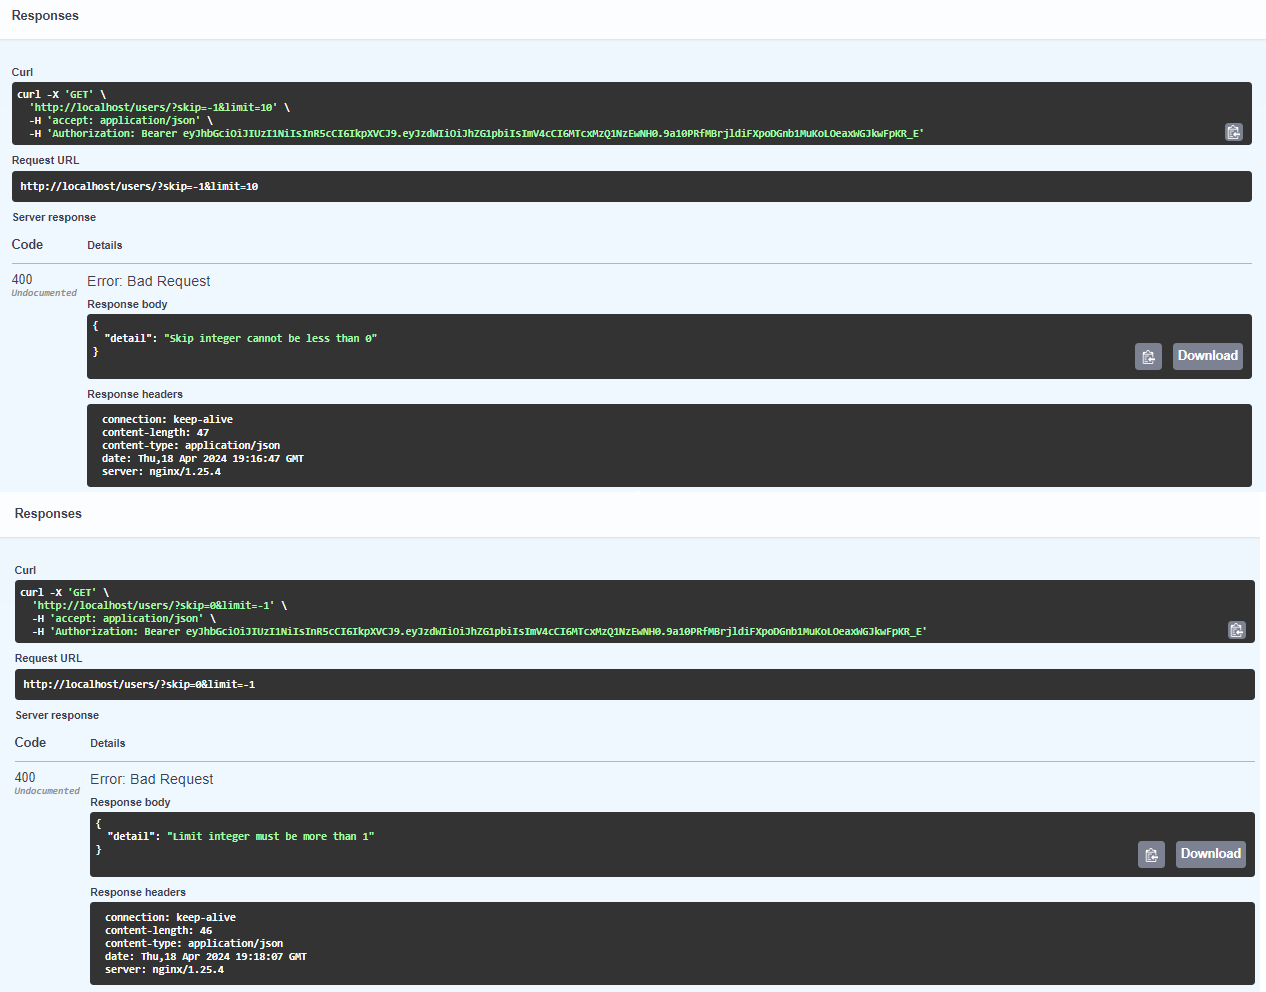 Responses
Curl
curl -X 'GET' \
'http://localhost/users/?skip=-1&limit=10' \
-H 'accept: application/json' \
-H 'Authorization: Bearer eyJhbGciOiJIUzI1NiIsInR5cCI6IkpXVCJ9.eyJzdWIiOiJhZG1pbiIsImV4cCI6MTcxMzQ1NzEwNH0.9a10PRfMBrjldiFXpoDGnb1MuKoLOeaxWGJkwFpKR_E'
Request URL
http://localhost/users/?skip=-1&limit=10
Server response
Code Details
400 Error: Bad Request
Undocumented
Response body
{
"detail": "Skip integer cannot be less than 0"
}
Download
Response headers
connection: keep-alive
content-length: 47
content-type: application/json
date: Thu,18 Apr 2024 19:16:47 GMT
server: nginx/1.25.4
Responses
Curl
curl -X 'GET' \
'http://localhost/users/?skip=0&limit=-1' \
-H 'accept: application/json' \
-H 'Authorization: Bearer eyJhbGciOiJIUzI1NiIsInR5cCI6IkpXVCJ9.eyJzdWIiOiJhZG1pbiIsImV4cCI6MTcxMzQ1NzEwNH0.9a10PRfMBrjldiFXpoDGnb1MuKoLOeaxWGJkwFpKR_E'
Request URL
http://localhost/users/?skip=0&limit=-1
Server response
Code Details
400 Error: Bad Request
Undocumented
Response body
{
"detail": "Limit integer must be more than 1"
}
Download
Response headers
connection: keep-alive
content-length: 46
content-type: application/json
date: Thu,18 Apr 2024 19:18:07 GMT
server: nginx/1.25.4